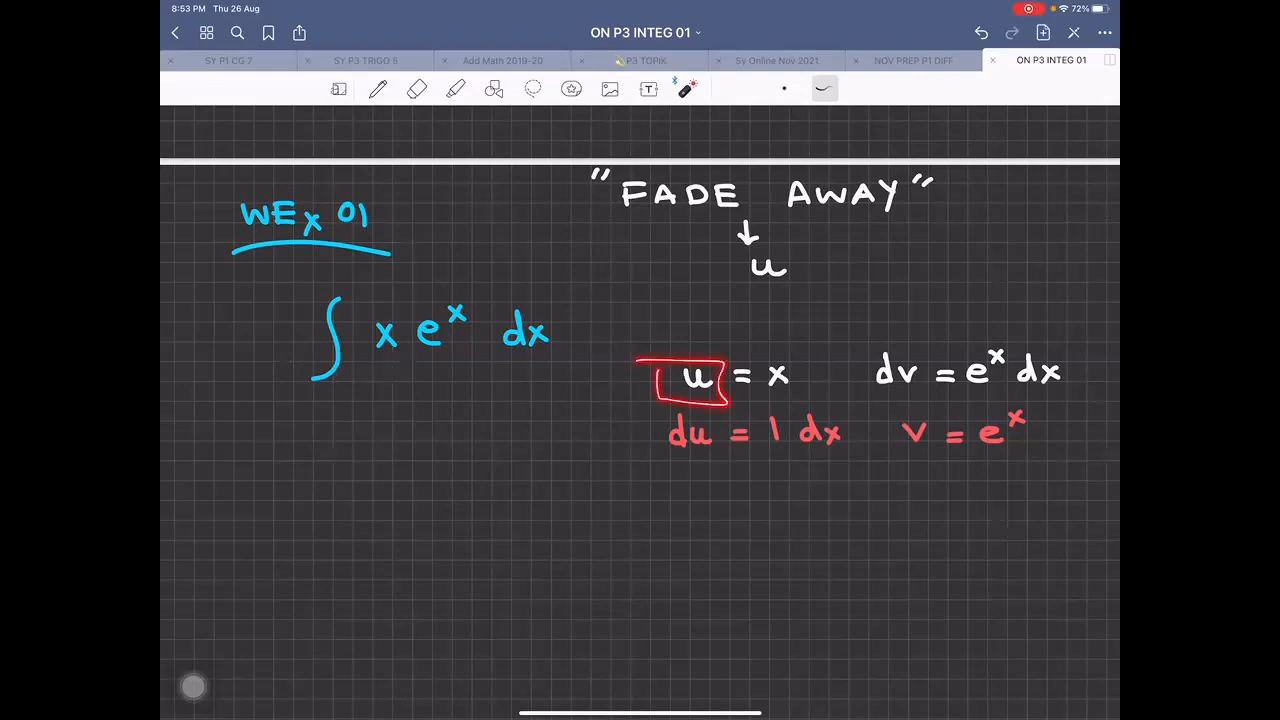 8:53 PM Thu 26 Aug 72%
ON P3 INTEG 01
SY P1 CG 7 SY P3 TRIGO 5 Add Math 2019-20 P3 TOPIK Sy Online Nov 2021 NOV PREP P1 DIFF ON P3 INTEG 01
T
"FADE AWAY"
↓
u
WEx 01
∫ x e^x dx
u = x dv = e^x dx
du = 1 dx v = e^x